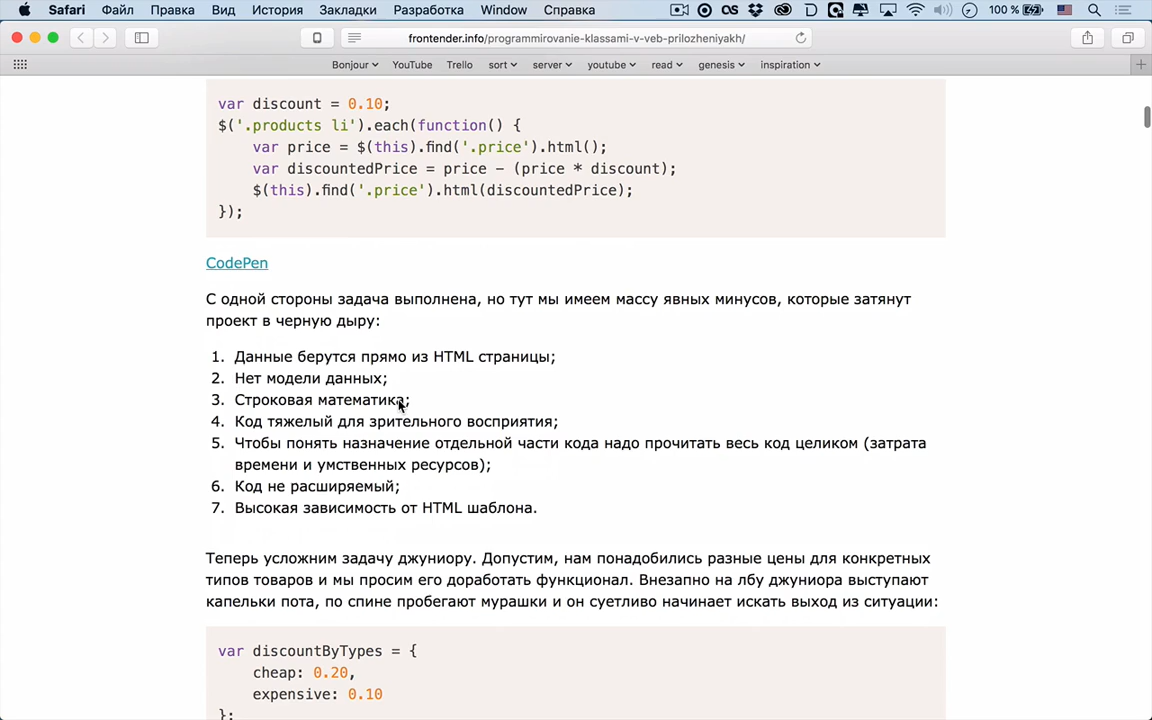 Safari Файл Правка Вид История Закладки Разработка Window Справка 100 %
frontender.info/programmirovanie-klassami-v-veb-prilozheniyakh/
Bonjour YouTube Trello sort server youtube read genesis inspiration
var discount = 0.10;
$('.products li').each(function() {
var price = $(this).find('.price').html();
var discountedPrice = price - (price * discount);
$(this).find('.price').html(discountedPrice);
});
CodePen
С одной стороны задача выполнена, но тут мы имеем массу явных минусов, которые затянут
проект в черную дыру:
1. Данные берутся прямо из HTML страницы;
2. Нет модели данных;
3. Строковая математика;
4. Код тяжелый для зрительного восприятия;
5. Чтобы понять назначение отдельной части кода надо прочитать весь код целиком (затрата
времени и умственных ресурсов);
6. Код не расширяемый;
7. Высокая зависимость от HTML шаблона.
Теперь усложним задачу джуниору. Допустим, нам понадобились разные цены для конкретных
типов товаров и мы просим его доработать функционал. Внезапно на лбу джуниора выступают
капельки пота, по спине пробегают мурашки и он суетливо начинает искать выход из ситуации:
var discountByTypes = {
cheap: 0.20,
expensive: 0.10
};